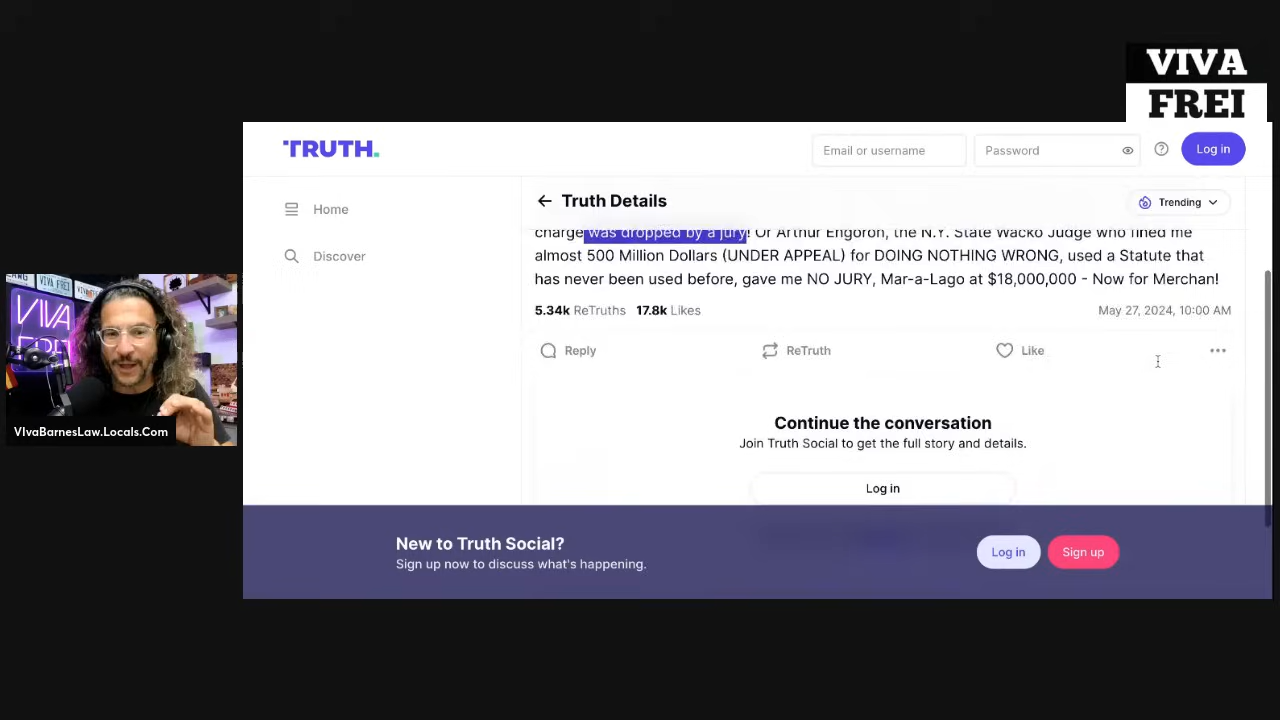 VIVA
FREI
TRUTH.
Email or username
Password
Log in
Home
Discover
Truth Details
Trending
charge was dropped by a jury! Or Arthur Engoron, the N.Y. State Wacko Judge who fined me
almost 500 Million Dollars (UNDER APPEAL) for DOING NOTHING WRONG, used a Statute that
has never been used before, gave me NO JURY, Mar-a-Lago at $18,000,000 - Now for Merchan!
5.34k ReTruths 17.8k Likes
May 27, 2024, 10:00 AM
Reply
ReTruth
Like
Continue the conversation
Join Truth Social to get the full story and details.
Log in
New to Truth Social?
Sign up now to discuss what's happening.
Log in
Sign up
VIVA
FREI
VIvaBarnesLaw.Locals.Com